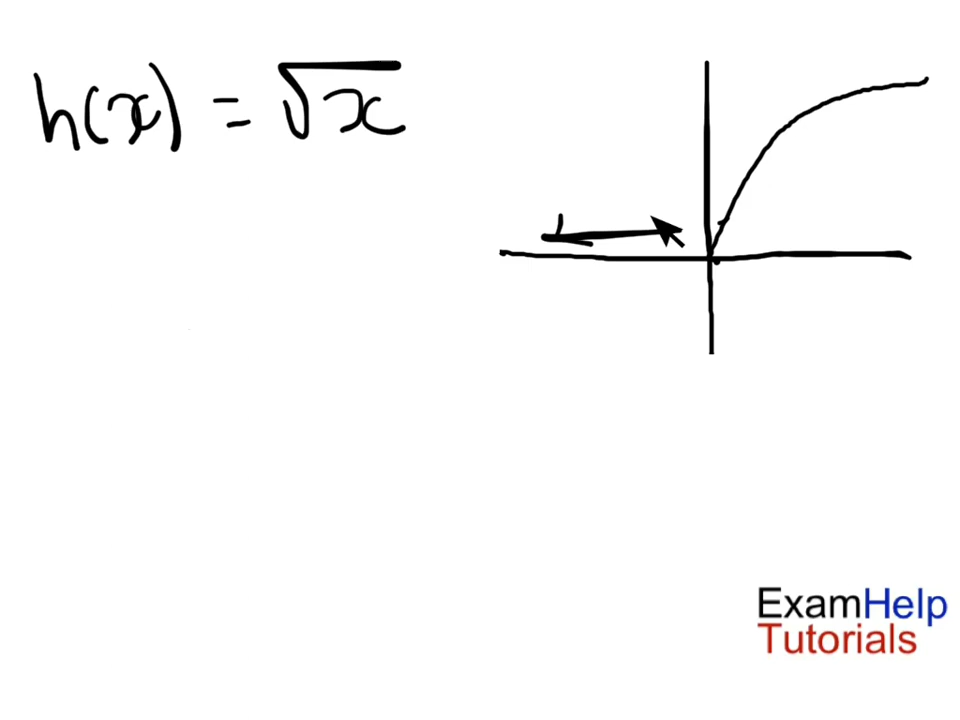 h(x) = √x
ExamHelp
Tutorials